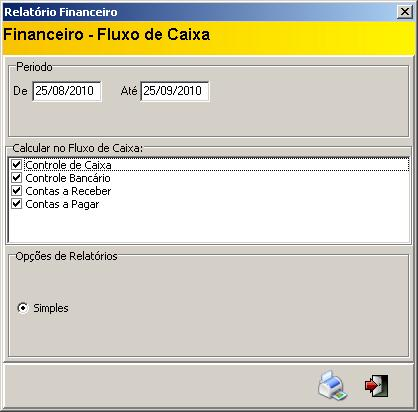 Relatório Financeiro
Financeiro - Fluxo de Caixa
Periodo
De 25/08/2010 Até 25/09/2010
Calcular no Fluxo de Caixa:
Controle de Caixa
Controle Bancário
Contas a Receber
Contas a Pagar
Opções de Relatórios
Simples